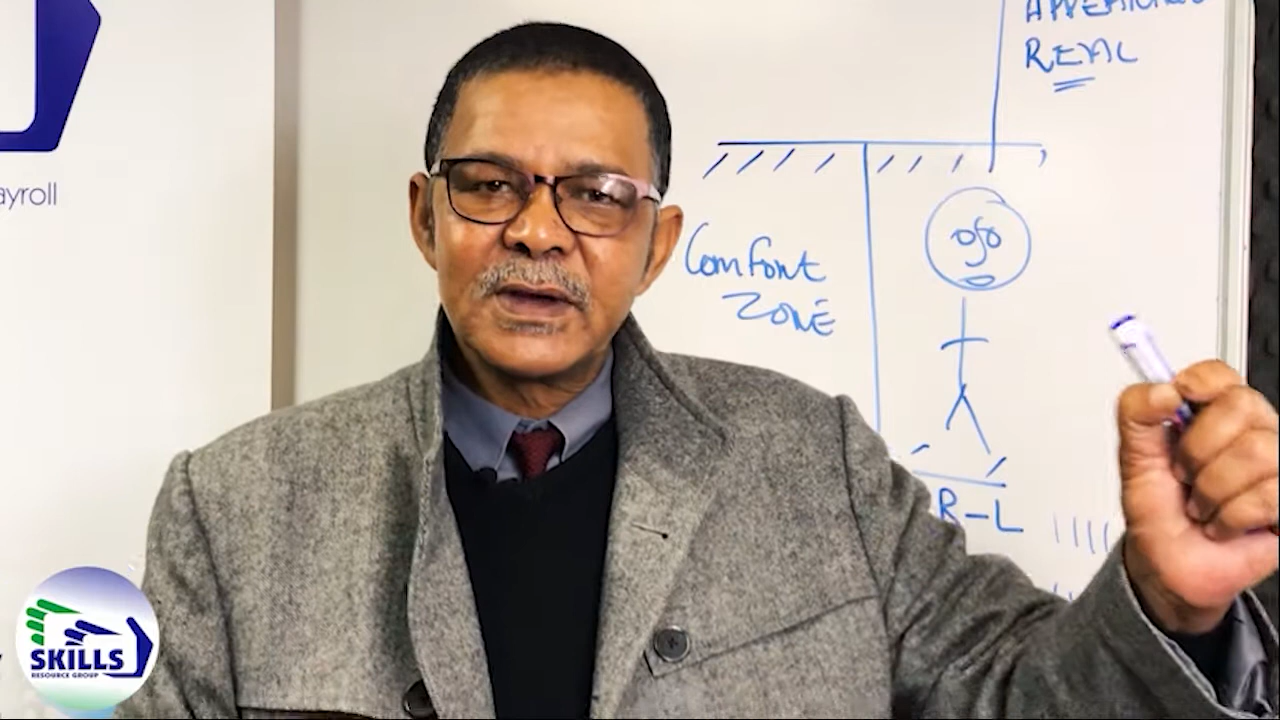 REAL
ayroll
Comfort
ZONE
R-L
SKILLS
RESOURCE GROUP